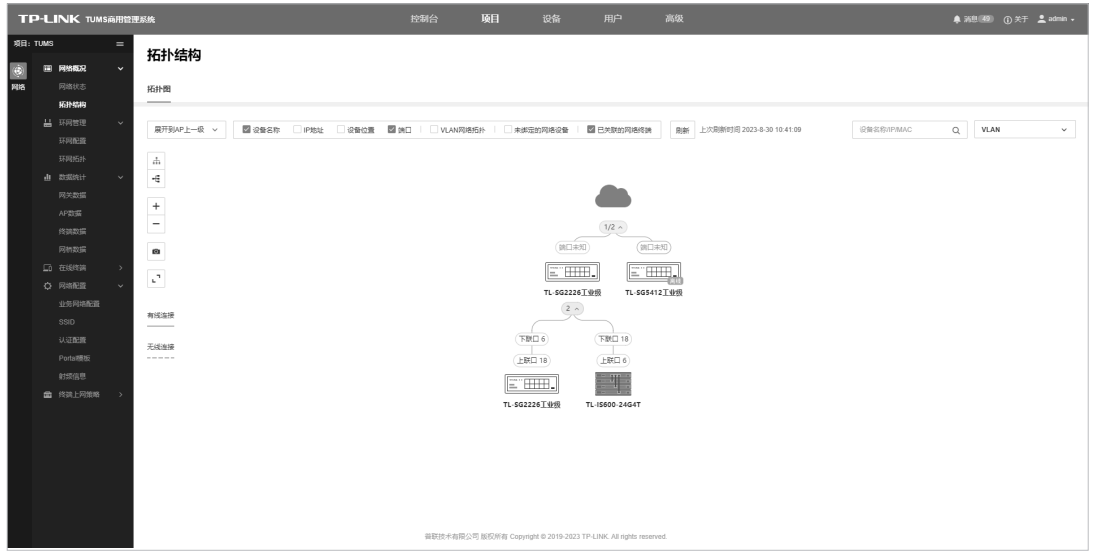 TP-LINK TUMS商用管理系统 控制台 项目 设备 用户 高级 消息 40 关于 admin
项目: TUMS
网络
网络概况
网络状态
拓扑结构
环网管理
环网配置
环网拓扑
数据统计
网关数据
AP数据
终端数据
网桥数据
在线终端
网络配置
业务网络配置
SSID
认证配置
Portal模板
射频信息
终端上网策略
拓扑结构
拓扑图
展开到AP上一级 设备名称 IP地址 设备位置 端口 VLAN网络拓扑 未绑定的网络设备 已关联的网络终端 刷新 上次刷新时间 2023-8-30 10:41:09 设备名称/IP/MAC VLAN
1/2
端口未知 端口未知
离线
TL-SG2226工业级 TL-SG5412工业级
2
有线连接
下联口 6 下联口 18
无线连接
上联口 18 上联口 6
TL-SG2226工业级 TL-IS600-24G4T
普联技术有限公司 版权所有 Copyright © 2019-2023 TP-LINK. All rights reserved.